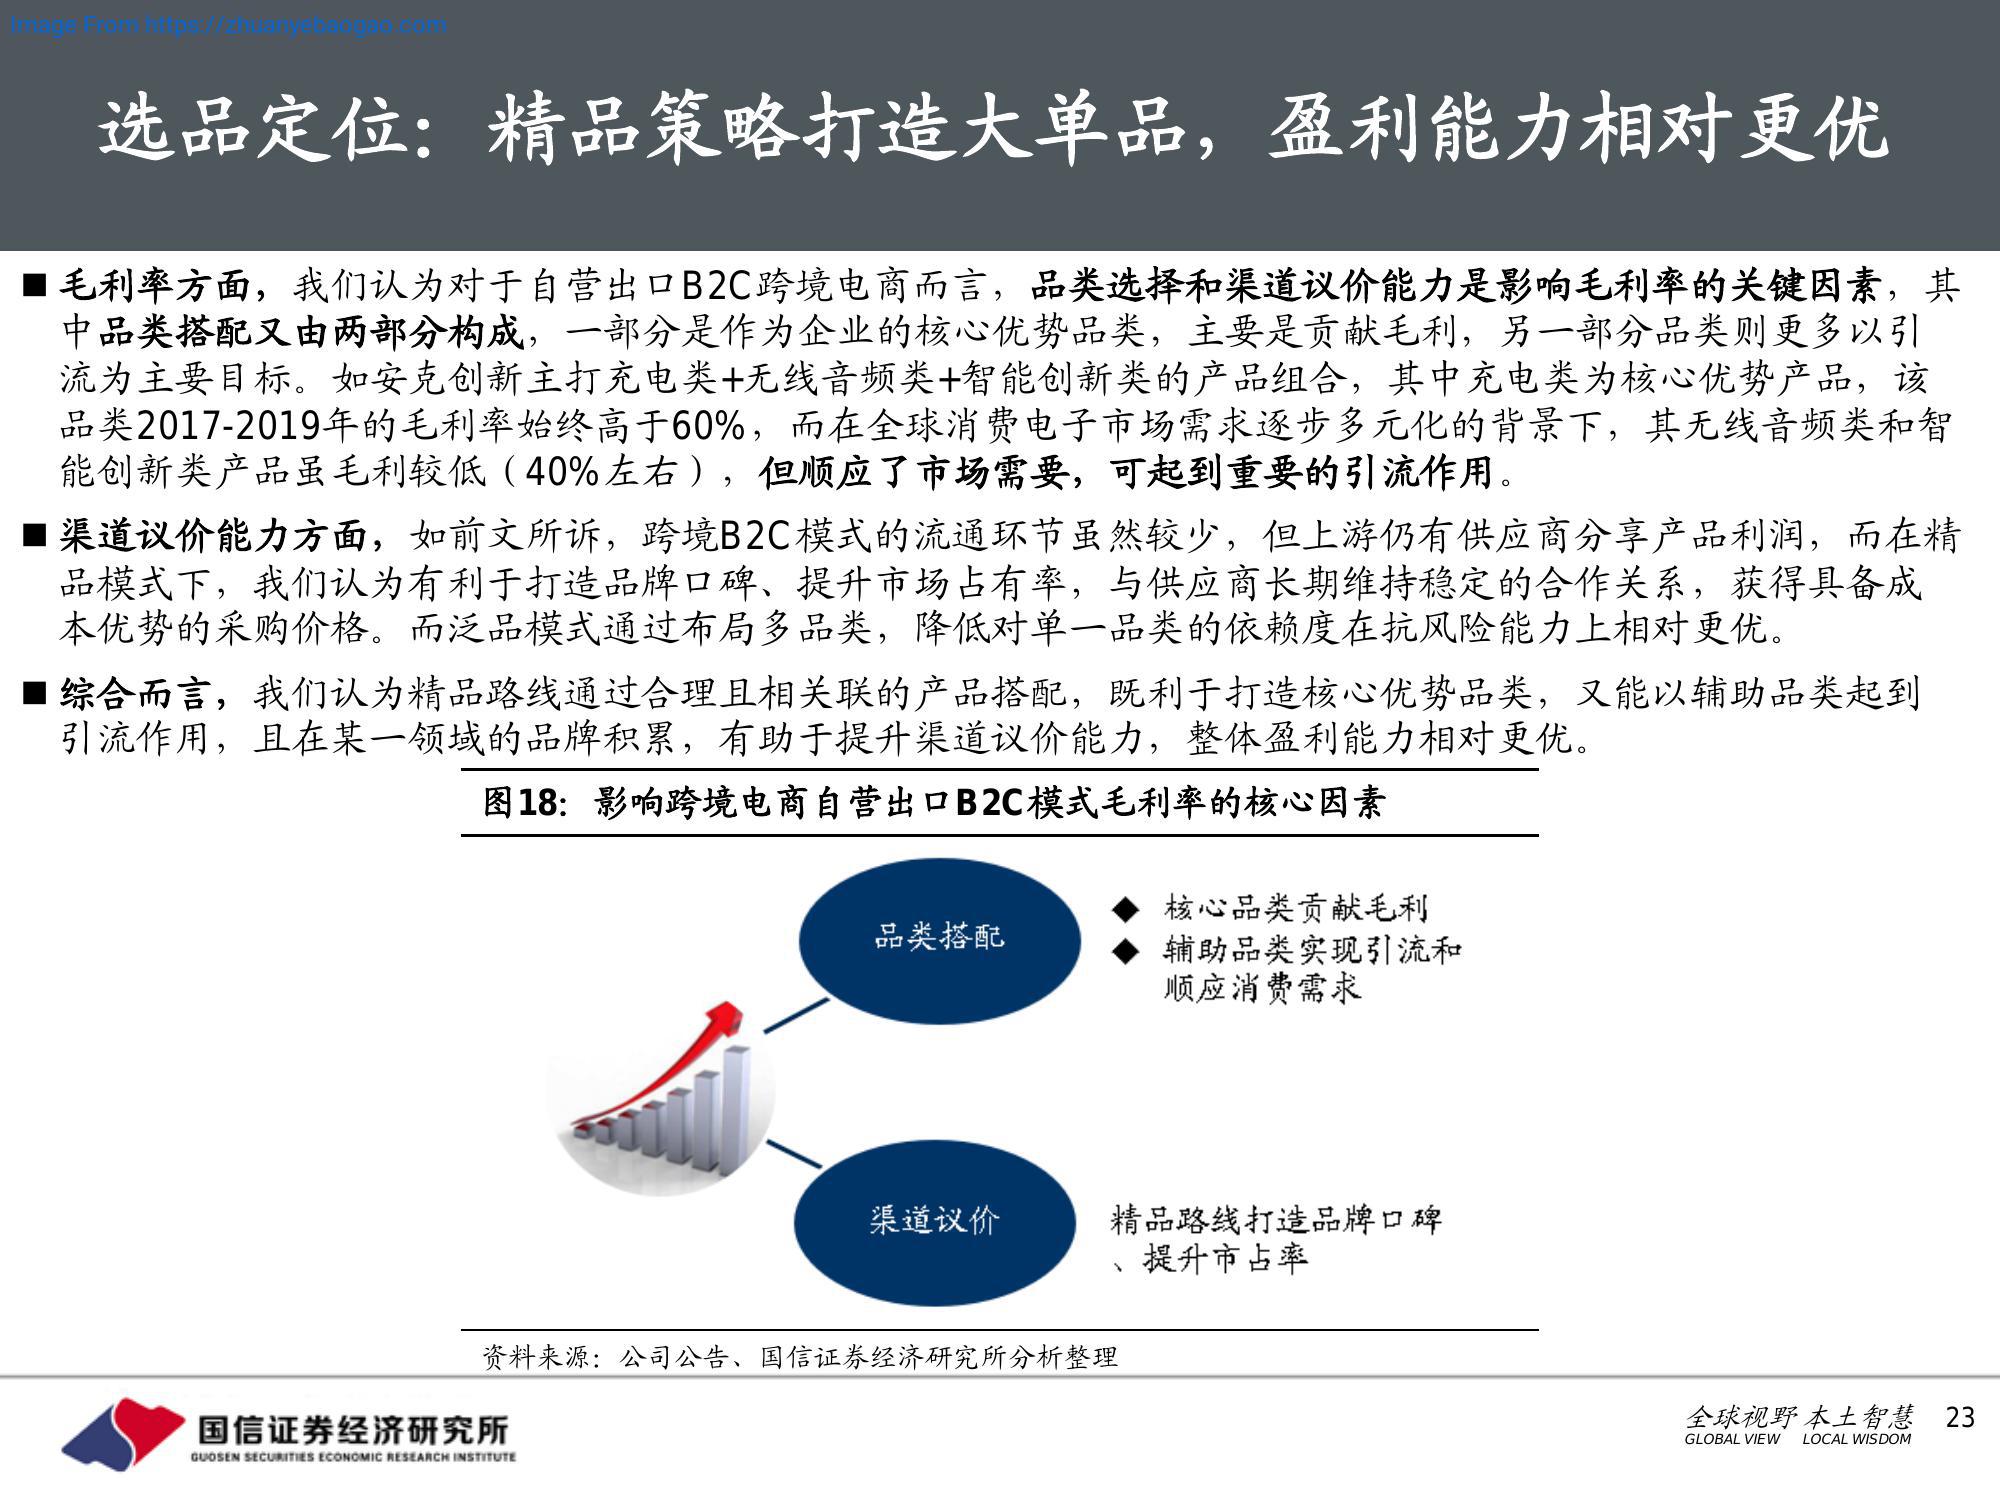 Image From https://zhuanyebaogao.com
选品定位：精品策略打造大单品，盈利能力相对更优
■ 毛利率方面，我们认为对于自营出口B2C跨境电商而言，品类选择和渠道议价能力是影响毛利率的关键因素，其
中品类搭配又由两部分构成，一部分是作为企业的核心优势品类，主要是贡献毛利，另一部分品类则更多以引
流为主要目标。如安克创新主打充电类+无线音频类+智能创新类的产品组合，其中充电类为核心优势产品，该
品类2017-2019年的毛利率始终高于60%，而在全球消费电子市场需求逐步多元化的背景下，其无线音频类和智
能创新类产品虽毛利较低（40%左右），但顺应了市场需要，可起到重要的引流作用。
■ 渠道议价能力方面，如前文所诉，跨境B2C模式的流通环节虽然较少，但上游仍有供应商分享产品利润，而在精
品模式下，我们认为有利于打造品牌口碑、提升市场占有率，与供应商长期维持稳定的合作关系，获得具备成
本优势的采购价格。而泛品模式通过布局多品类，降低对单一品类的依赖度在抗风险能力上相对更优。
■ 综合而言，我们认为精品路线通过合理且相关联的产品搭配，既利于打造核心优势品类，又能以辅助品类起到
引流作用，且在某一领域的品牌积累，有助于提升渠道议价能力，整体盈利能力相对更优。
图18：影响跨境电商自营出口B2C模式毛利率的核心因素
品类搭配
◆ 核心品类贡献毛利
◆ 辅助品类实现引流和
顺应消费需求
渠道议价
精品路线打造品牌口碑
、提升市占率
资料来源：公司公告、国信证券经济研究所分析整理
国信证券经济研究所
GUOSEN SECURITIES ECONOMIC RESEARCH INSTITUTE
全球视野 本土智慧
GLOBAL VIEW LOCAL WISDOM
23